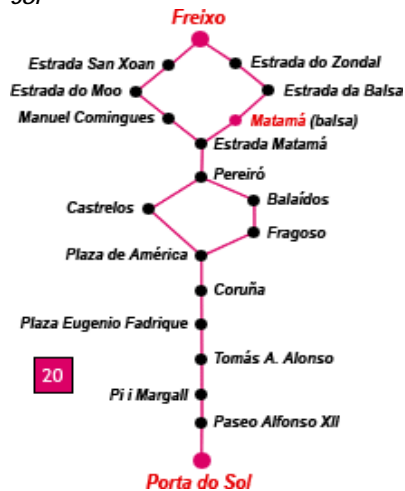 Freixo
Estrada San Xoan
Estrada do Zondal
Estrada do Moo
Estrada da Balsa
Manuel Comingues
Matamá (balsa)
Estrada Matamá
Pereiró
Castrelos
Balaídos
Fragoso
Plaza de América
Coruña
Plaza Eugenio Fadrique
Tomás A. Alonso
20
Pi i Margall
Paseo Alfonso XII
Porta do Sol